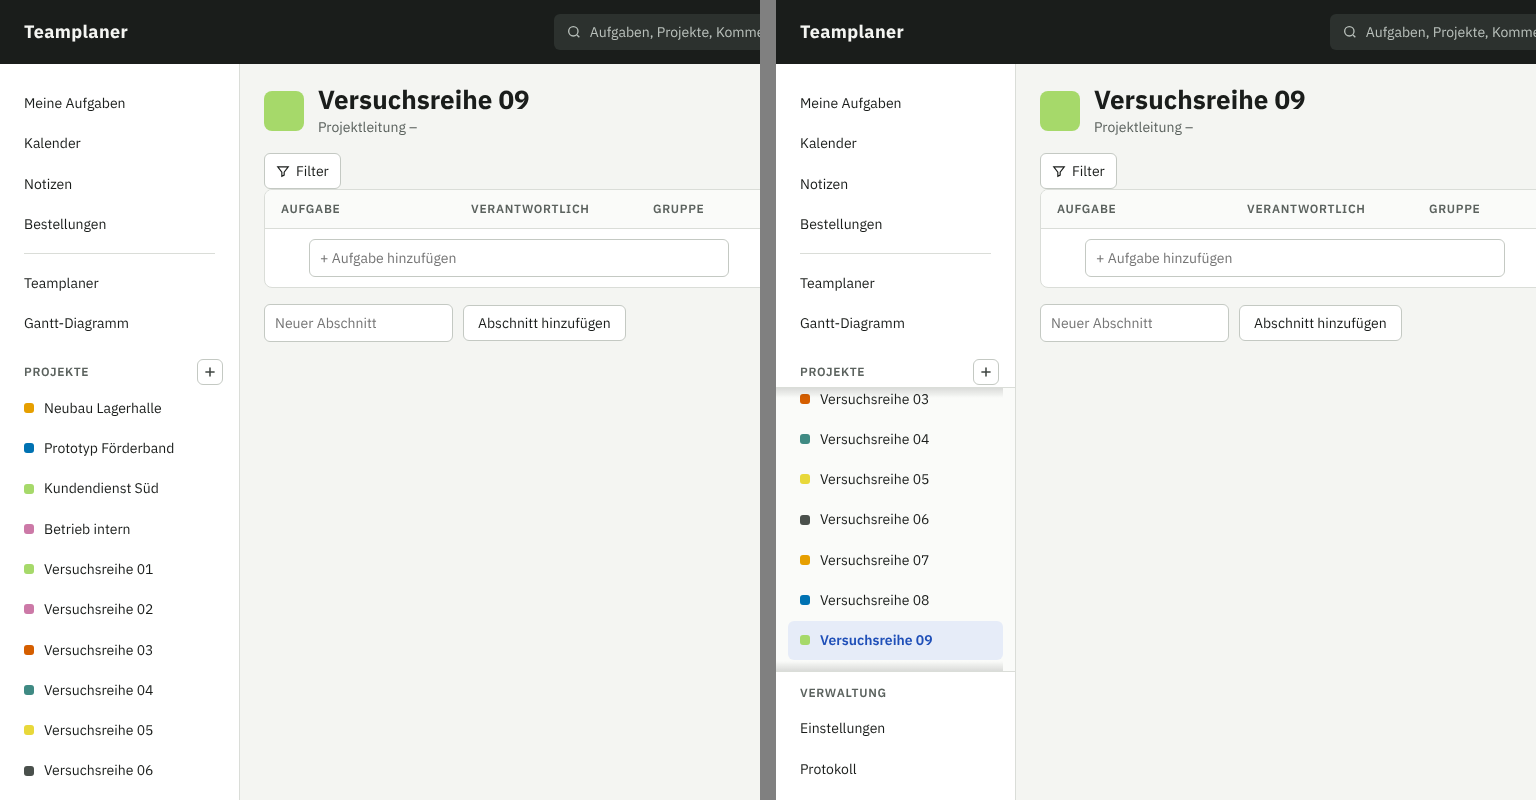 Teamplaner
Aufgaben, Projekte, Komme
Meine Aufgaben
Kalender
Notizen
Bestellungen
Teamplaner
Gantt-Diagramm
PROJEKTE
+
Neubau Lagerhalle
Prototyp Förderband
Kundendienst Süd
Betrieb intern
Versuchsreihe 01
Versuchsreihe 02
Versuchsreihe 03
Versuchsreihe 04
Versuchsreihe 05
Versuchsreihe 06
Versuchsreihe 09
Projektleitung –
Filter
AUFGABE VERANTWORTLICH GRUPPE
+ Aufgabe hinzufügen
Neuer Abschnitt Abschnitt hinzufügen
Teamplaner
Aufgaben, Projekte, Komme
Meine Aufgaben
Kalender
Notizen
Bestellungen
Teamplaner
Gantt-Diagramm
PROJEKTE
+
Versuchsreihe 03
Versuchsreihe 04
Versuchsreihe 05
Versuchsreihe 06
Versuchsreihe 07
Versuchsreihe 08
Versuchsreihe 09
VERWALTUNG
Einstellungen
Protokoll
Versuchsreihe 09
Projektleitung –
Filter
AUFGABE VERANTWORTLICH GRUPPE
+ Aufgabe hinzufügen
Neuer Abschnitt Abschnitt hinzufügen